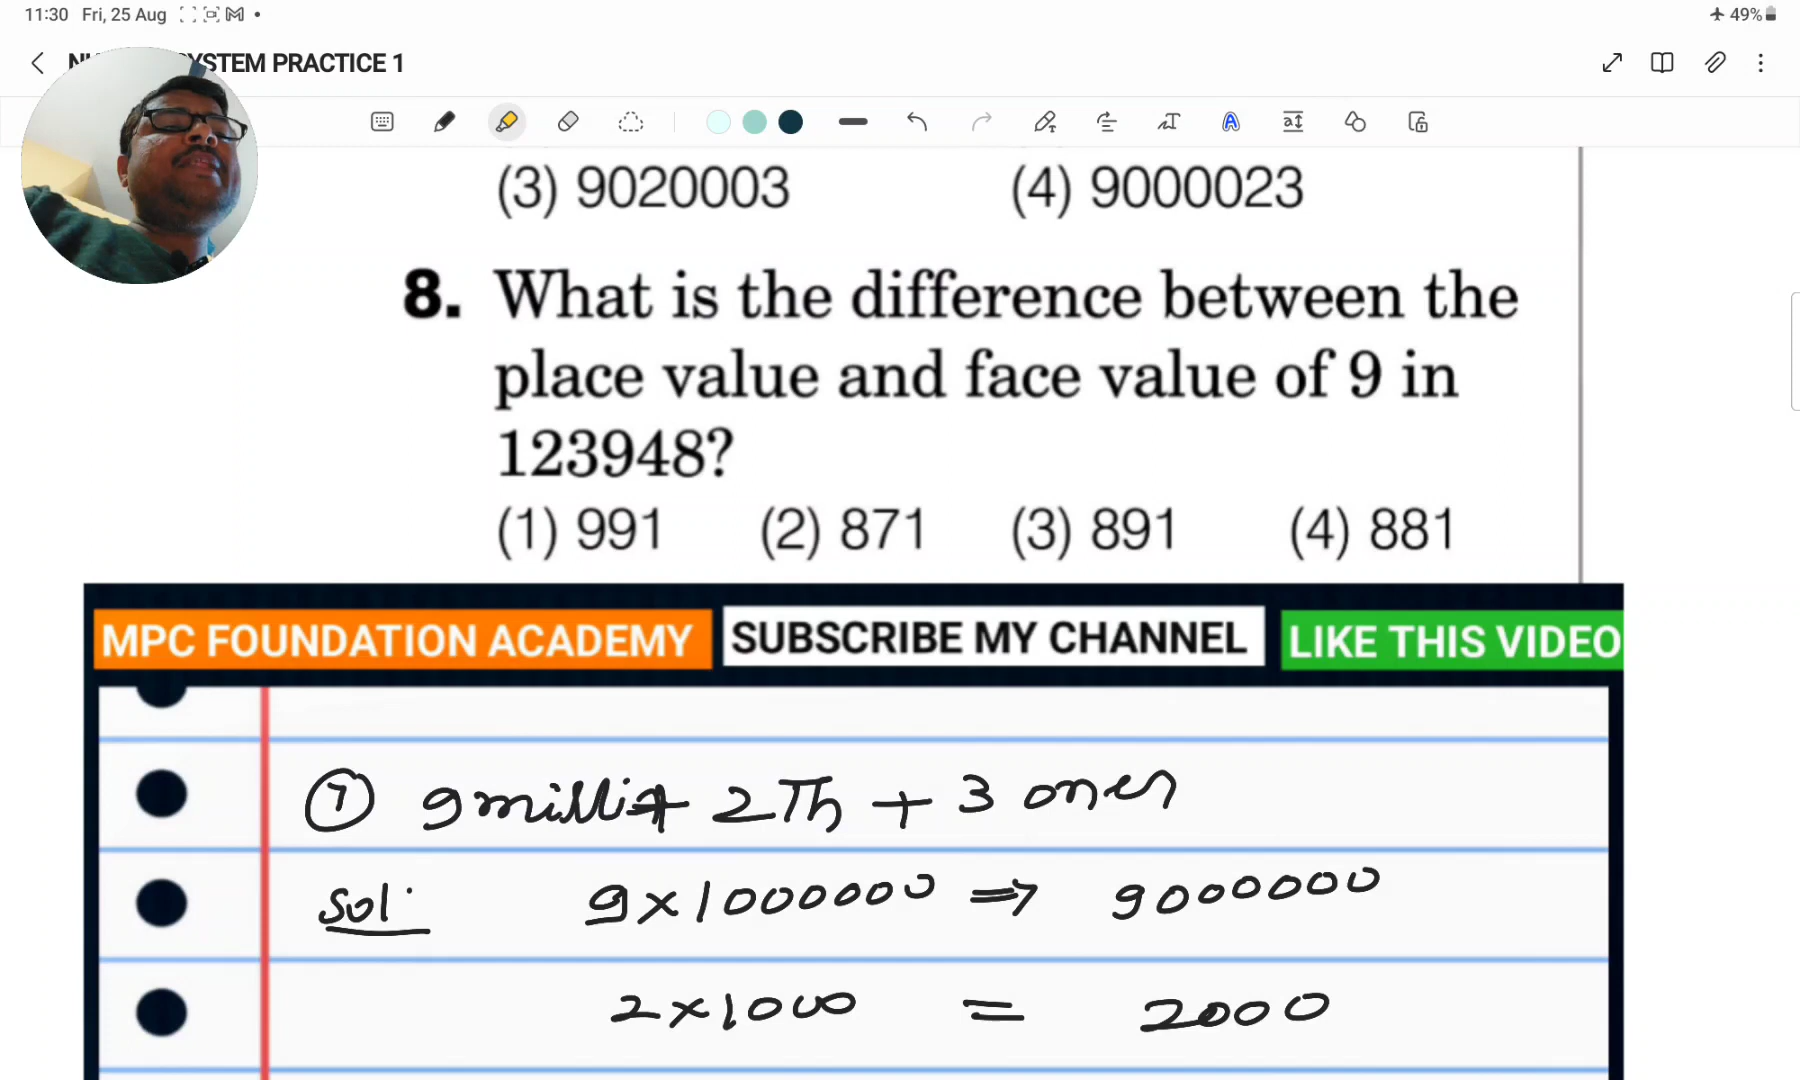 11:30 Fri, 25 Aug 49%
SYSTEM PRACTICE 1
(3) 9020003 (4) 9000023
8. What is the difference between the
place value and face value of 9 in
123948?
(1) 991 (2) 871 (3) 891 (4) 881
MPC FOUNDATION ACADEMY SUBSCRIBE MY CHANNEL LIKE THIS VIDEO
7 9 milli + 2 Th + 3 ones
Sol: 9 × 1000000 ⇒ 9000000
2 × 1000 = 2000